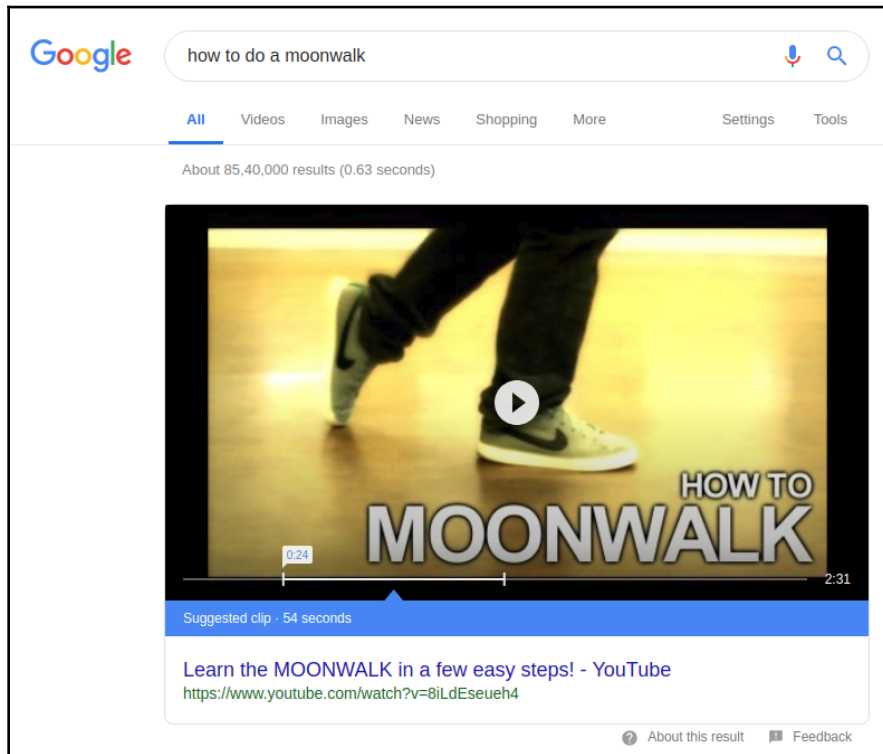 Google
how to do a moonwalk
All Videos Images News Shopping More Settings Tools
About 85,40,000 results (0.63 seconds)
HOW TO
MOONWALK
0:24
2:31
Suggested clip · 54 seconds
Learn the MOONWALK in a few easy steps! - YouTube
https://www.youtube.com/watch?v=8iLdEseueh4
About this result Feedback